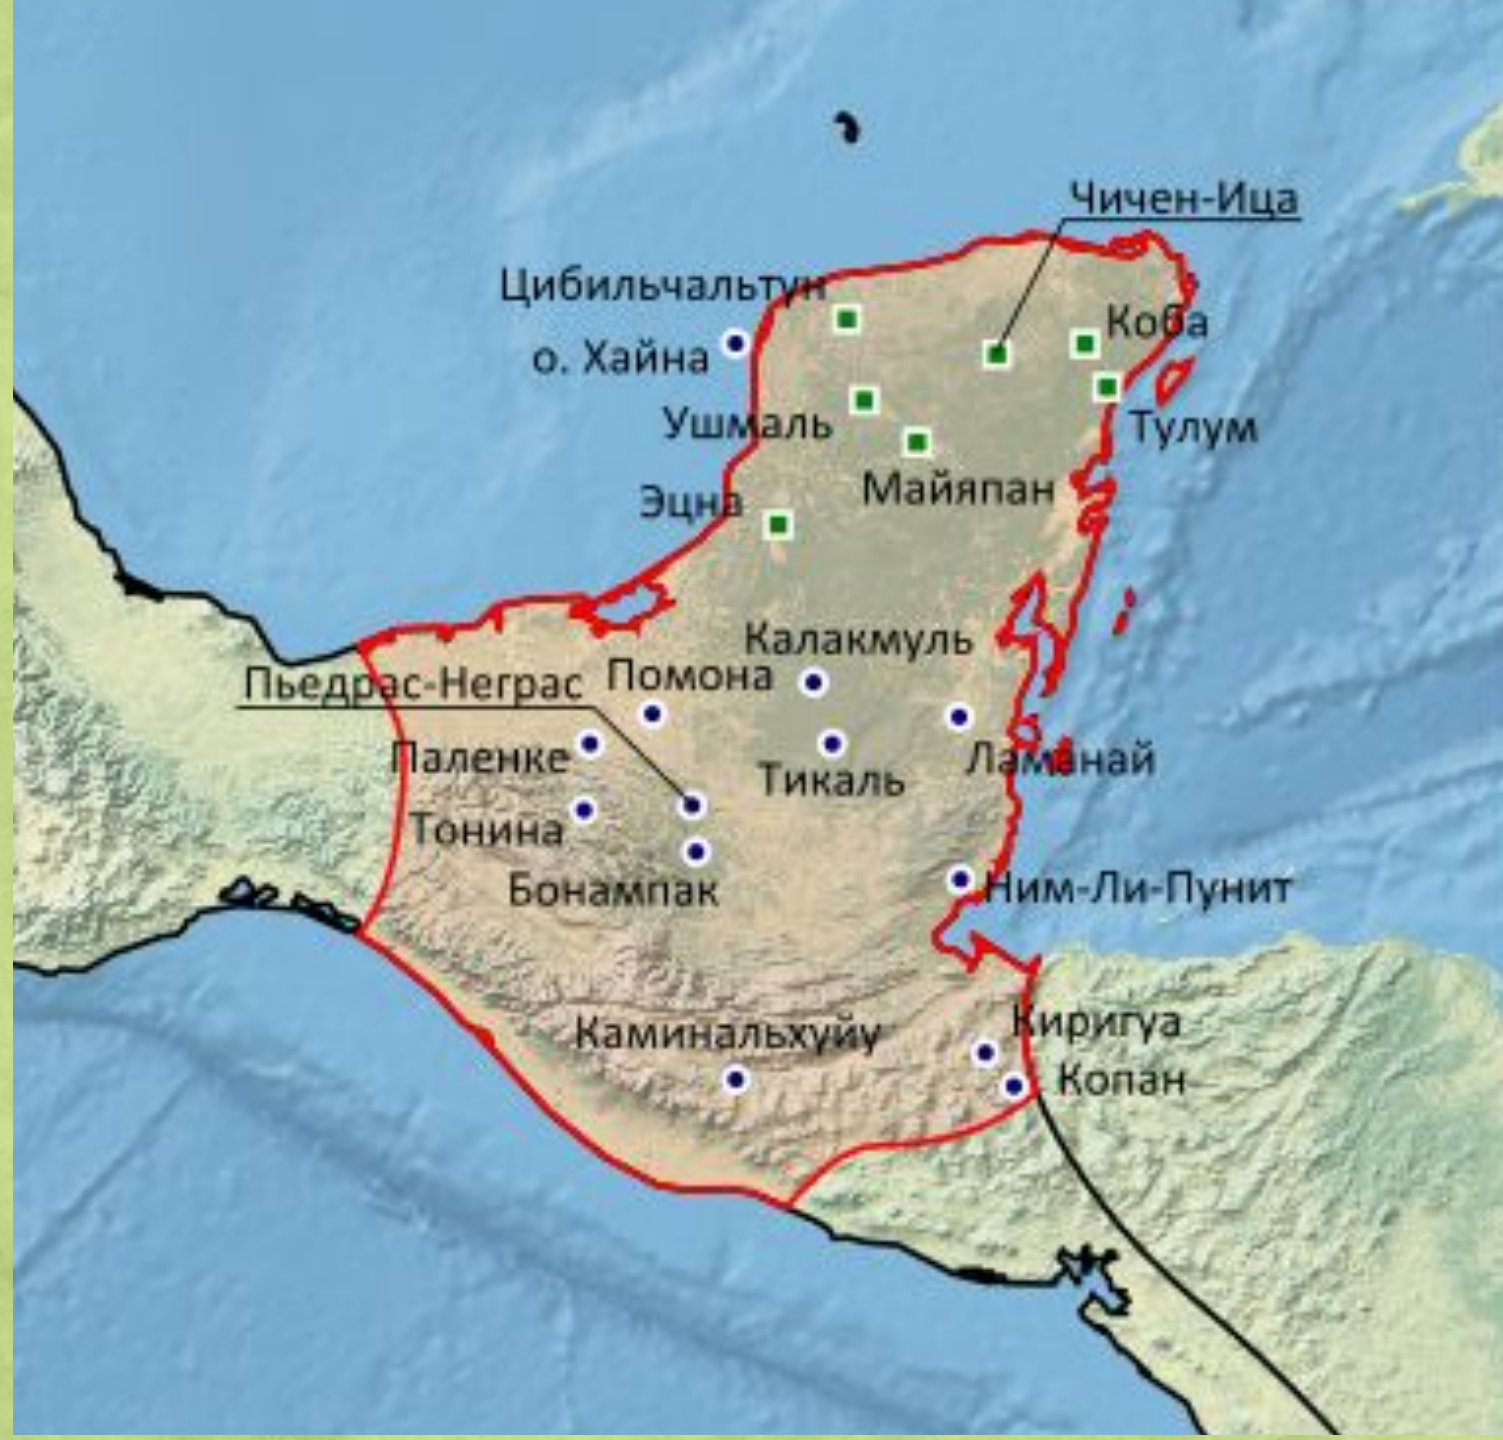 Чичен-Ица
Цибильчальтун
Коба
о. Хайна
Ушмаль
Тулум
Майяпан
Эцна
Калакмуль
Помона
Пьедрас-Неграс
Паленке
Ламанай
Тикаль
Тонина
Бонампак
Ним-Ли-Пунит
Киригуа
Каминальхуйу
Копан